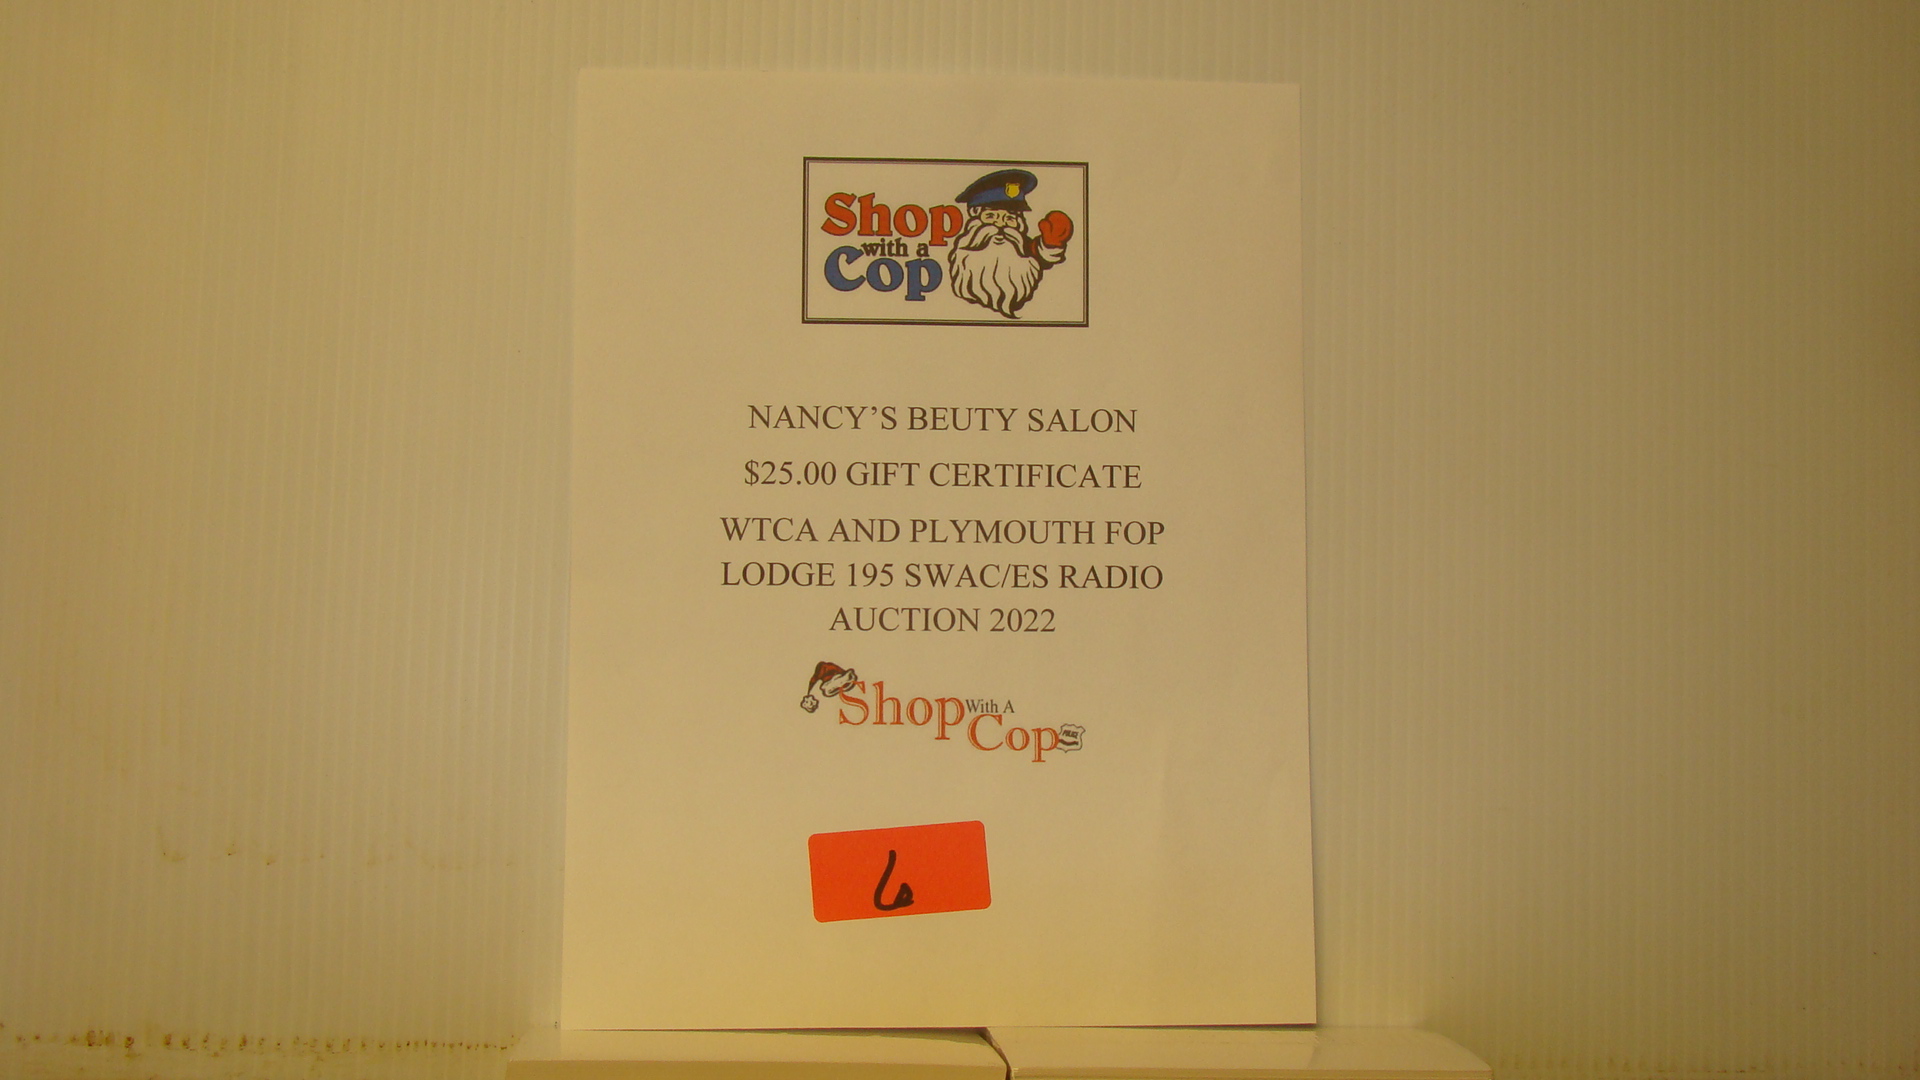 Shop
with a
Cop
NANCY'S BEUTY SALON
$25.00 GIFT CERTIFICATE
WTCA AND PLYMOUTH FOP
LODGE 195 SWAC/ES RADIO
AUCTION 2022
Shop With A
Cop POLICE
6